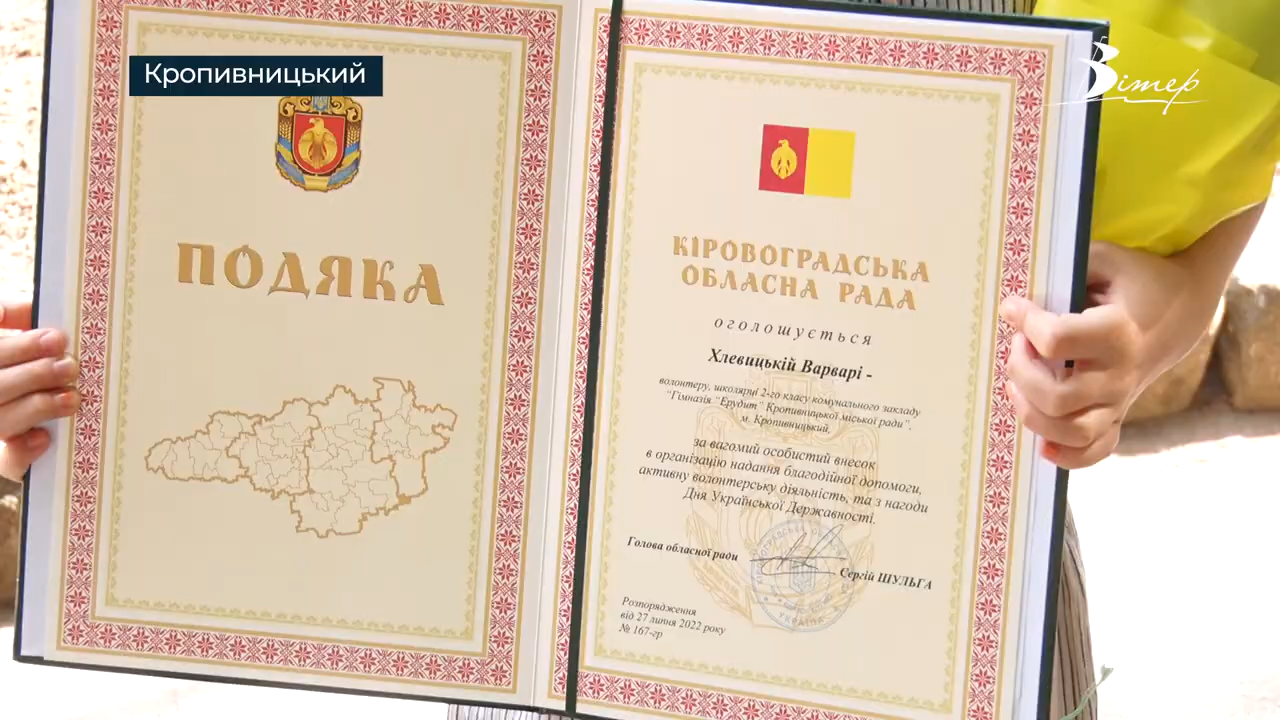 Кропивницький
Вітер
ПОДЯКА
КІРОВОГРАДСЬКА
ОБЛАСНА РАДА
оголошується
Хлевицькій Варварі -
волонтеру, школярці 2-го класу комунального закладу
"Гімназія "Ерудит" Кропивницької міської ради",
м. Кропивницький,
за вагомий особистий внесок
в організацію надання благодійної допомоги,
активну волонтерську діяльність, та з нагоди
Дня Української Державності.
Голова обласної ради
Сергій ШУЛЬГА
Розпорядження
від 27 липня 2022 року
№ 167-гр
УКРАЇНА